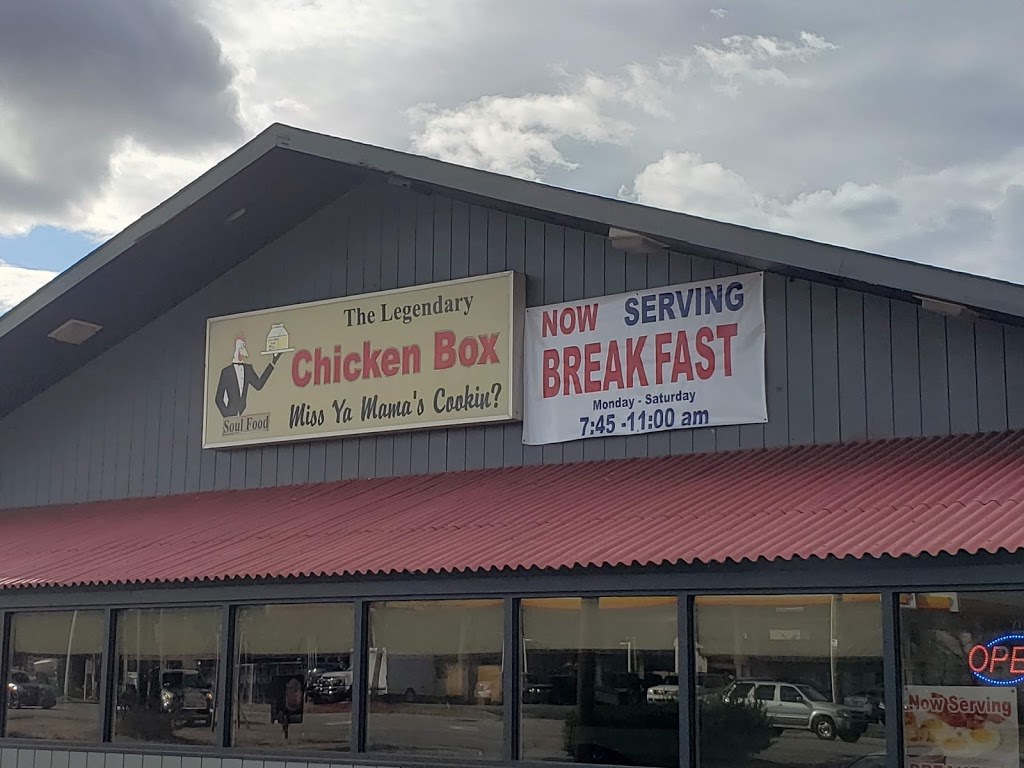 The Legendary
Chicken Box
Miss Ya Mama's Cookin?
Soul Food
NOW SERVING
BREAKFAST
Monday - Saturday
7:45 -11:00 am
OPE
Now Serving